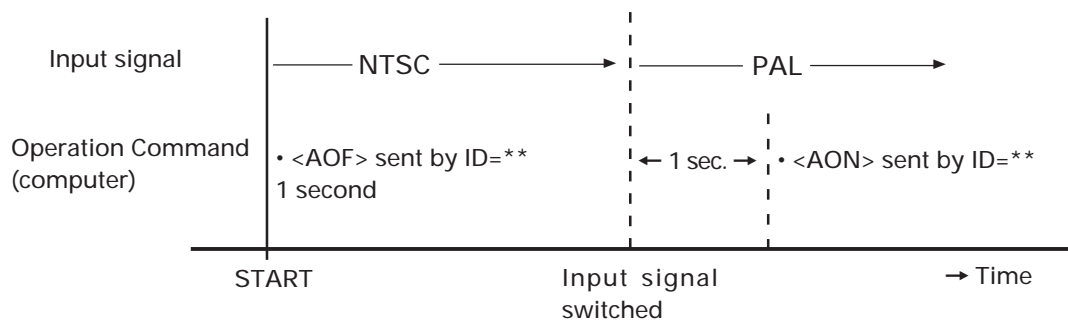 Input signal
NTSC
PAL
Operation Command
(computer)
• <AOF> sent by ID=**
1 second
← 1 sec. →
• <AON> sent by ID=**
START
Input signal
switched
→ Time